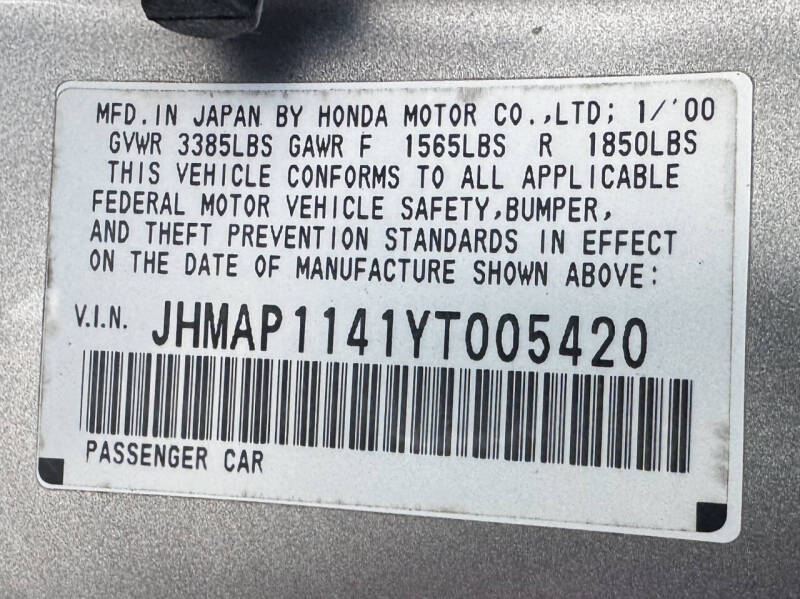 MFD. IN JAPAN BY HONDA MOTOR CO.,LTD; 1/'00
GVWR 3385LBS GAWR F 1565LBS R 1850LBS
THIS VEHICLE CONFORMS TO ALL APPLICABLE
FEDERAL MOTOR VEHICLE SAFETY,BUMPER,
AND THEFT PREVENTION STANDARDS IN EFFECT
ON THE DATE OF MANUFACTURE SHOWN ABOVE:
V.I.N. JHMAP1141YT005420
PASSENGER CAR